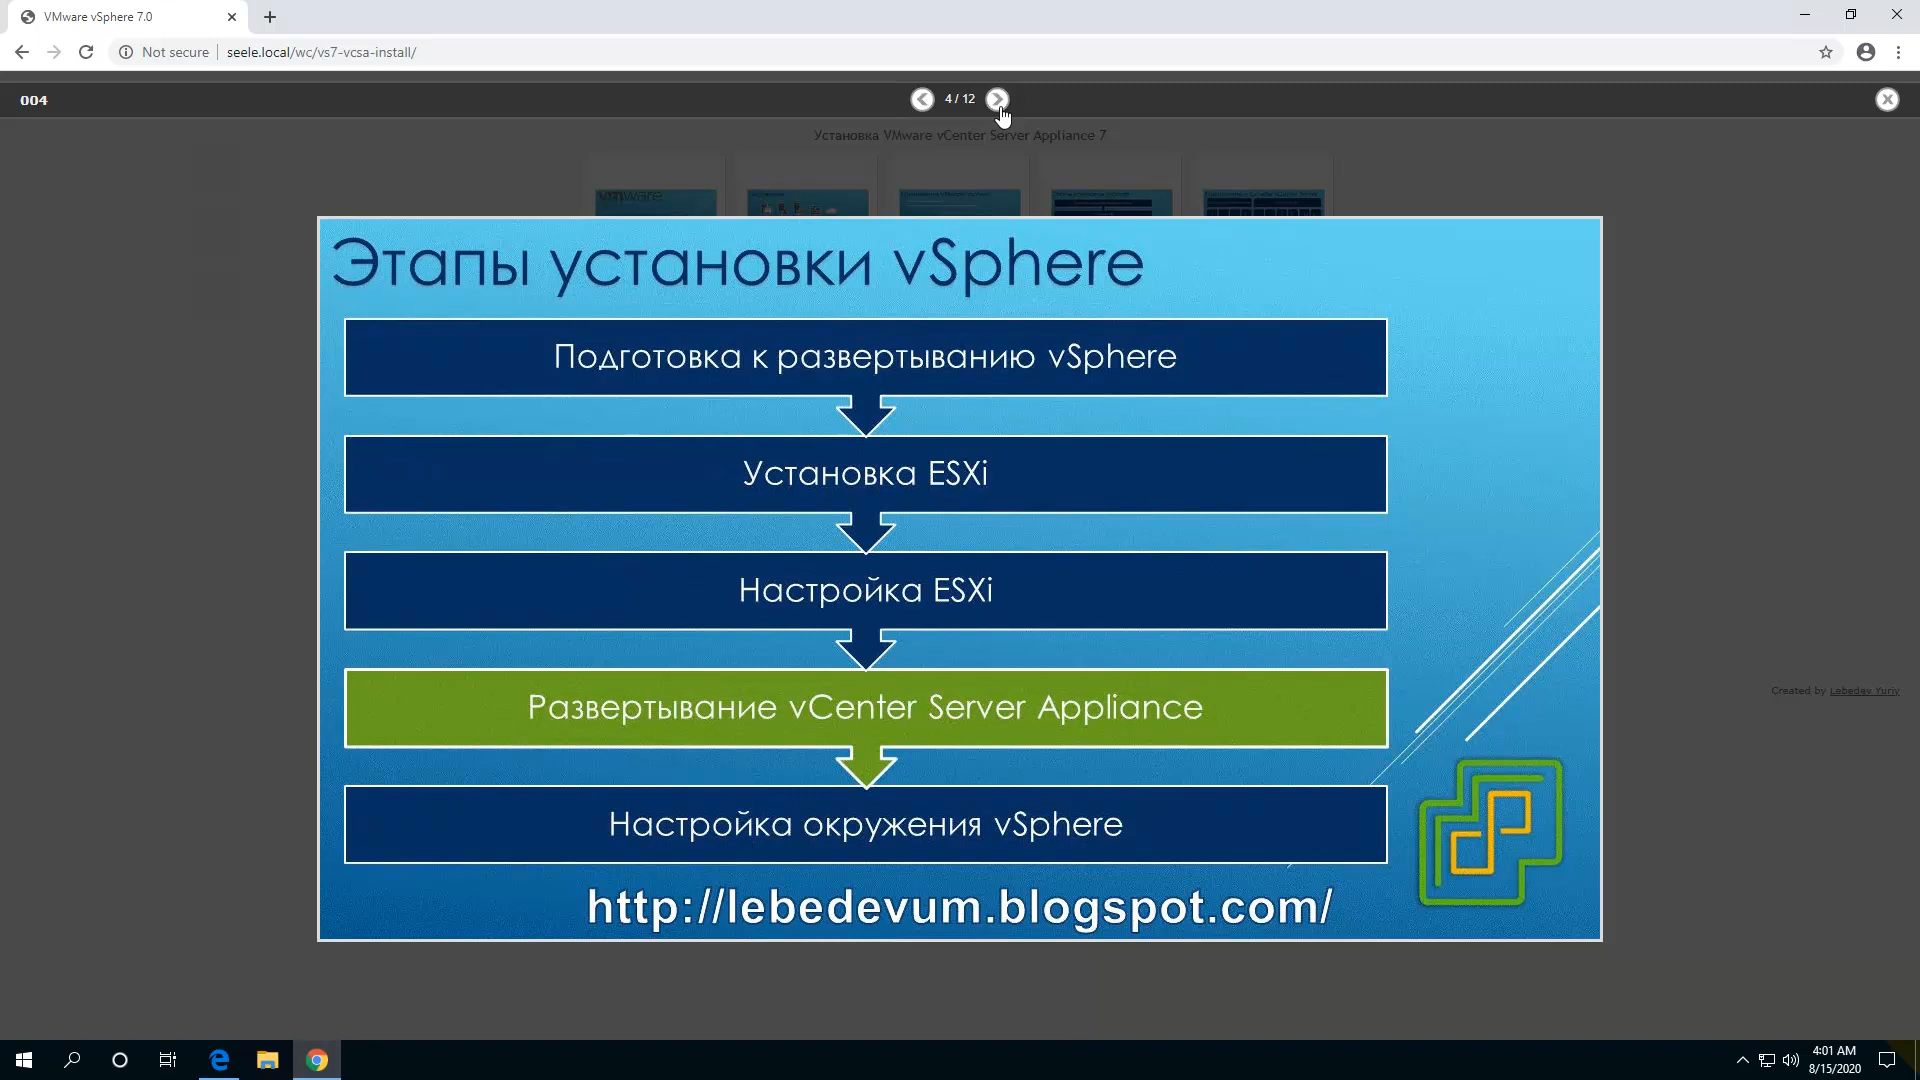 VMware vSphere 7.0
Not secure
seele.local/wc/vs7-vcsa-install/
004
4 / 12
Установка VMware vCenter Server Appliance 7
vmware
Этапы установки vSphere
Подготовка к развертыванию vSphere
Установка ESXi
Настройка ESXi
Развертывание vCenter Server Appliance
Created by Lebedev Yuriy
Настройка окружения vSphere
http://lebedevum.blogspot.com/
4:01 AM
8/15/2020